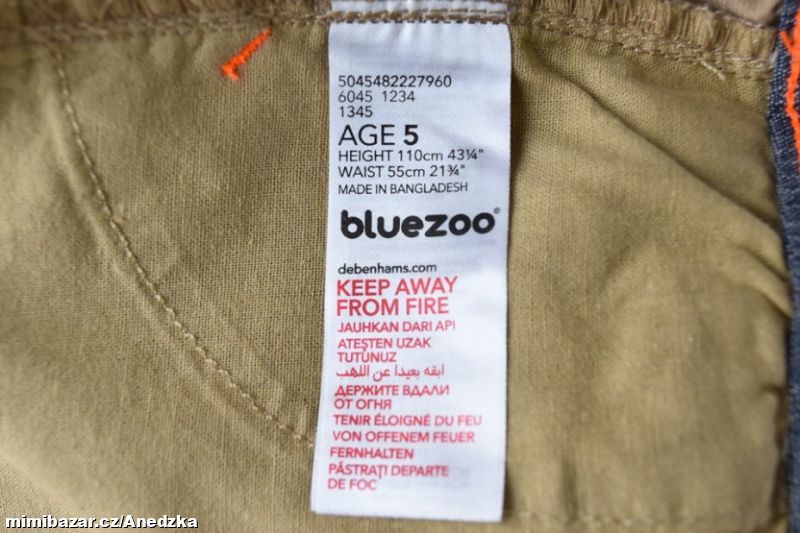 5045482227960
6045 1234
1345
AGE 5
HEIGHT 110cm 43¼"
WAIST 55cm 21¾"
MADE IN BANGLADESH
bluezoo®
debenhams.com
KEEP AWAY
FROM FIRE
JAUHKAN DARI API
ATEŞTEN UZAK
TUTUNUZ
ابقه بعيدا عن اللهب
ДЕРЖИТЕ ВДАЛИ
ОТ ОГНЯ
TENIR ÉLOIGNÉ DU FEU
VON OFFENEM FEUER
FERNHALTEN
PĂSTRAŢI DEPARTE
DE FOC
mimibazar.cz/Anedzka